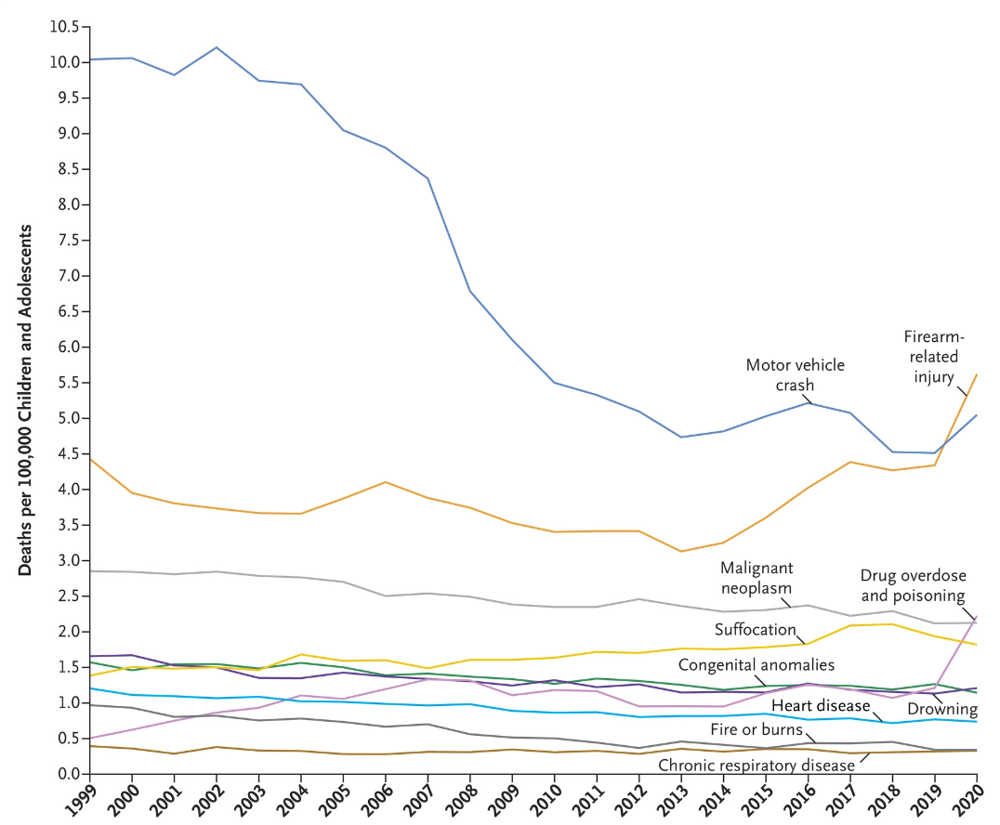 10.5
10.0
9.5
9.0
8.5
8.0
7.5
7.0
6.5
6.0
5.5
5.0
4.5
4.0
3.5
3.0
2.5
2.0
1.5
1.0
0.5
0.0
Deaths per 100,000 Children and Adolescents
Firearm-
related
injury
Motor vehicle
crash
Malignant
neoplasm
Drug overdose
and poisoning
Suffocation
Congenital anomalies
Heart disease
Drowning
Fire or burns
Chronic respiratory disease
1999
2000
2001
2002
2003
2004
2005
2006
2007
2008
2009
2010
2011
2012
2013
2014
2015
2016
2017
2018
2019
2020